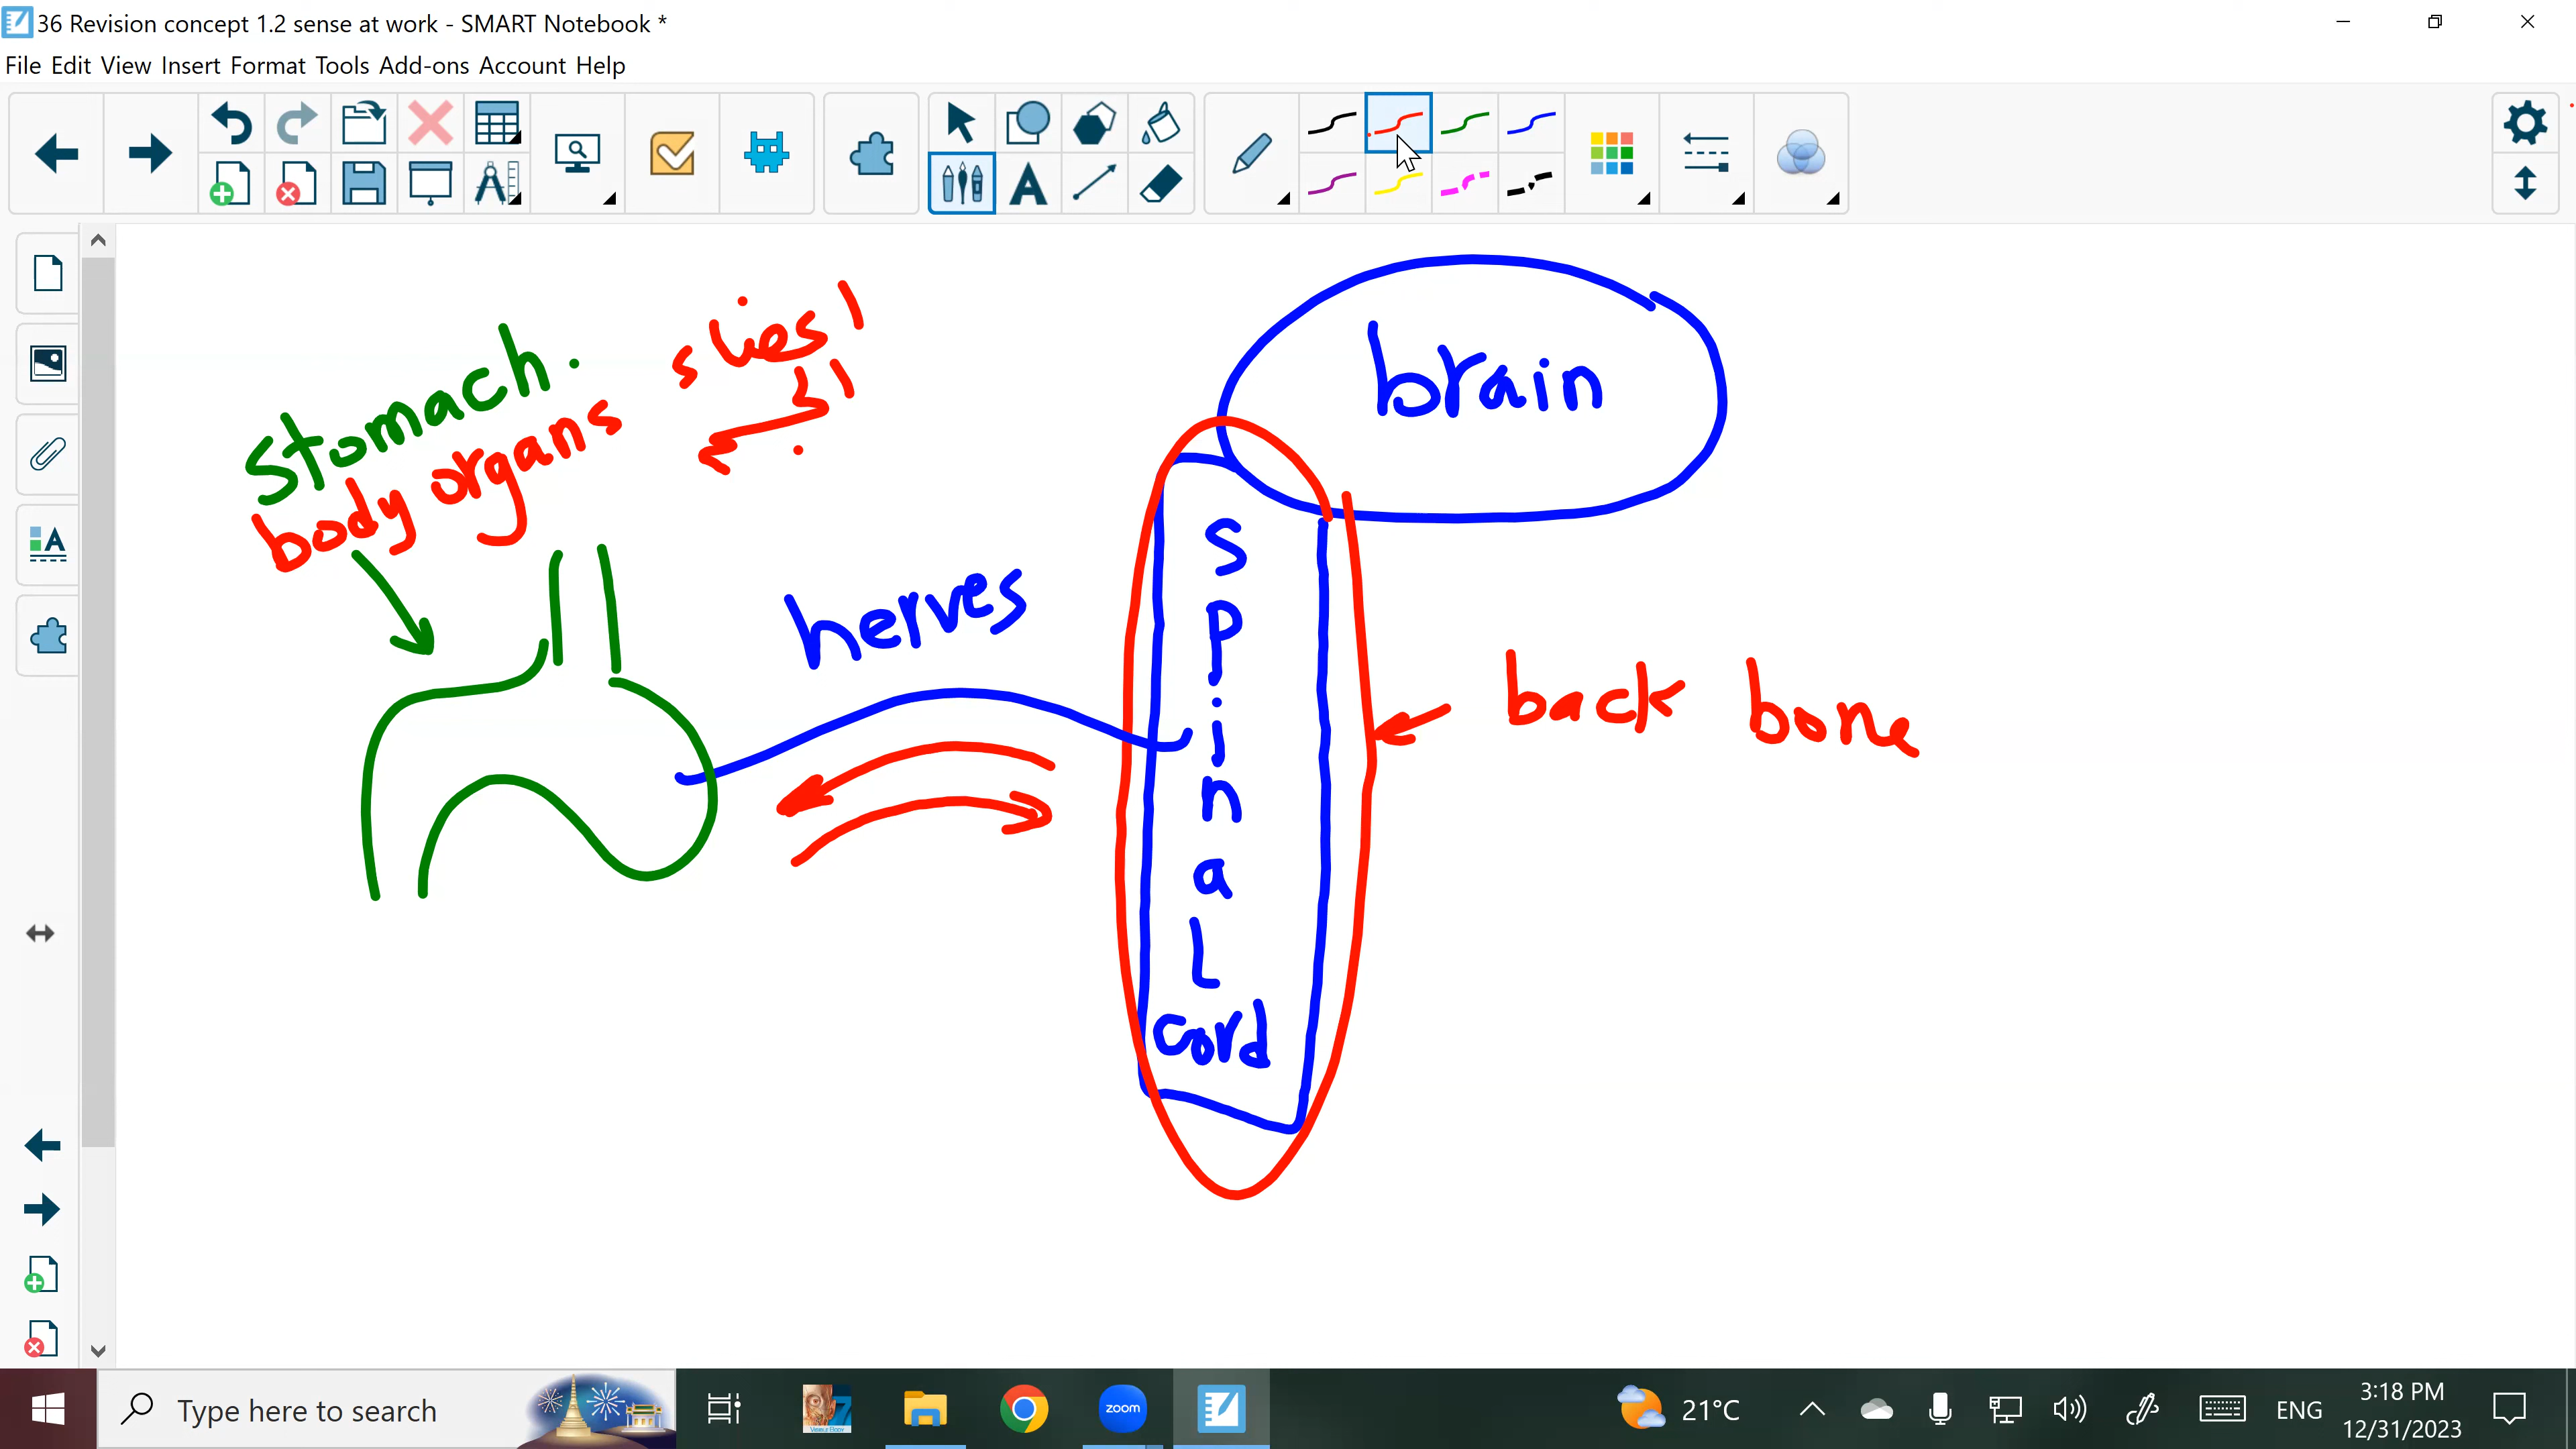 36 Revision concept 1.2 sense at work - SMART Notebook *
File Edit View Insert Format Tools Add-ons Account Help
stomach.
body organs
brain
nerves
spinal
cord
back bone
zoom
Type here to search
21°C
ENG
3:18 PM
12/31/2023